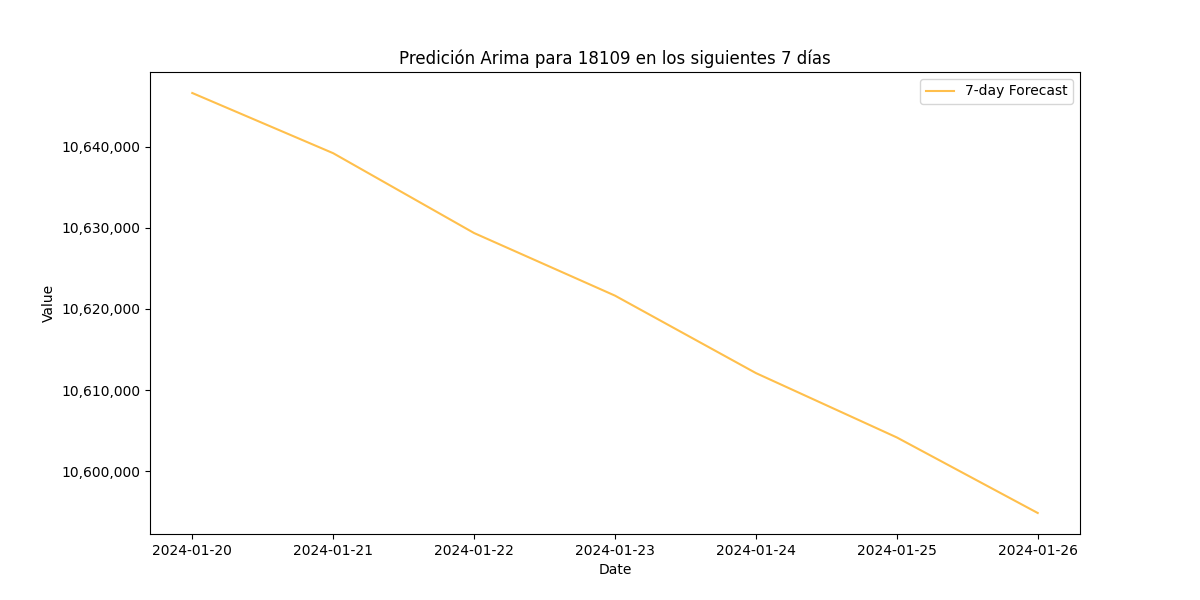 Predición Arima para 18109 en los siguientes 7 días
7-day Forecast
10,640,000
10,630,000
10,620,000
10,610,000
10,600,000
Value
2024-01-20 2024-01-21 2024-01-22 2024-01-23 2024-01-24 2024-01-25 2024-01-26
Date